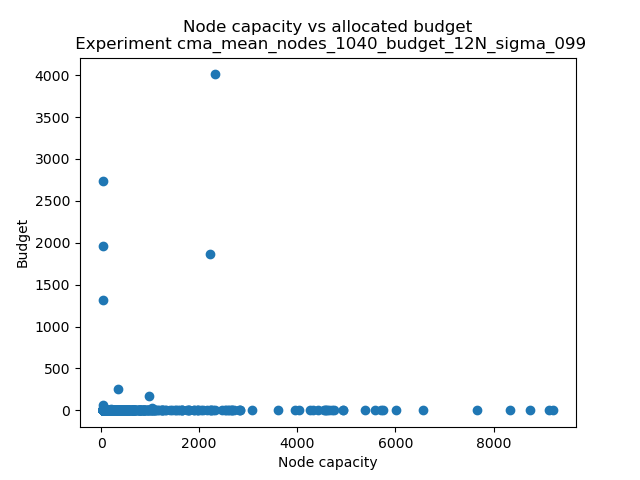 Node capacity vs allocated budget
Experiment cma_mean_nodes_1040_budget_12N_sigma_099
4000
3500
3000
2500
2000
1500
1000
500
0
Budget
0 2000 4000 6000 8000
Node capacity